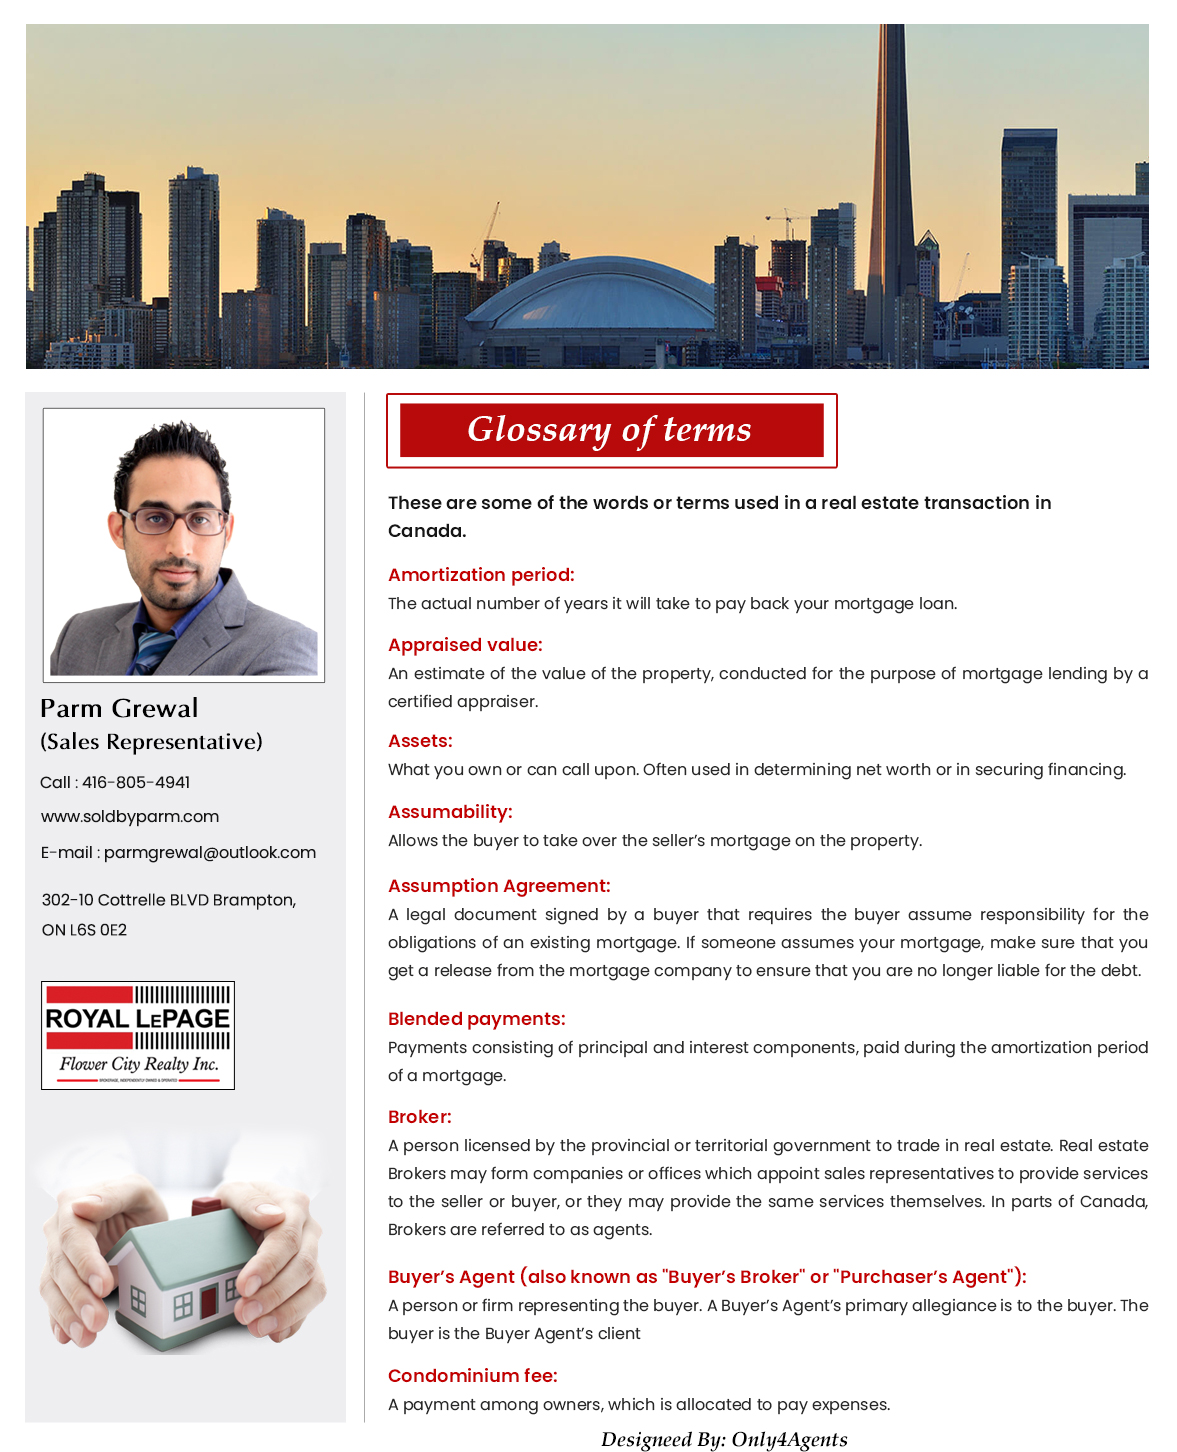 Parm Grewal
(Sales Representative)
Call : 416-805-4941
www.soldbyparm.com
E-mail : parmgrewal@outlook.com
302-10 Cottrelle BLVD Brampton,
ON L6S 0E2
ROYAL LEPAGE
Flower City Realty Inc.
BROKERAGE, INDEPENDENTLY OWNED & OPERATED
Glossary of terms
These are some of the words or terms used in a real estate transaction in
Canada.
Amortization period:
The actual number of years it will take to pay back your mortgage loan.
Appraised value:
An estimate of the value of the property, conducted for the purpose of mortgage lending by a
certified appraiser.
Assets:
What you own or can call upon. Often used in determining net worth or in securing financing.
Assumability:
Allows the buyer to take over the seller’s mortgage on the property.
Assumption Agreement:
A legal document signed by a buyer that requires the buyer assume responsibility for the
obligations of an existing mortgage. If someone assumes your mortgage, make sure that you
get a release from the mortgage company to ensure that you are no longer liable for the debt.
Blended payments:
Payments consisting of principal and interest components, paid during the amortization period
of a mortgage.
Broker:
A person licensed by the provincial or territorial government to trade in real estate. Real estate
Brokers may form companies or offices which appoint sales representatives to provide services
to the seller or buyer, or they may provide the same services themselves. In parts of Canada,
Brokers are referred to as agents.
Buyer’s Agent (also known as "Buyer’s Broker" or "Purchaser’s Agent"):
A person or firm representing the buyer. A Buyer’s Agent’s primary allegiance is to the buyer. The
buyer is the Buyer Agent’s client
Condominium fee:
A payment among owners, which is allocated to pay expenses.
Designeed By: Only4Agents